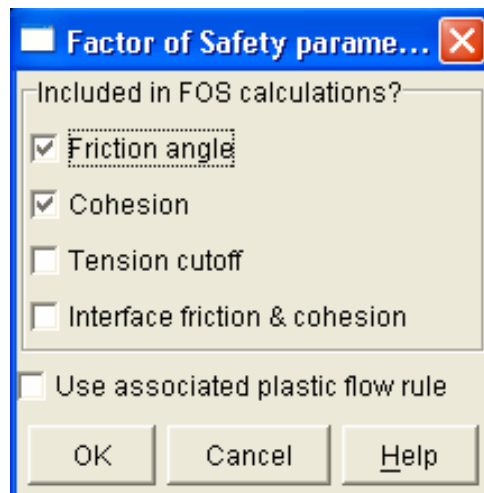 Factor of Safety parame...
Included in FOS calculations?
Friction angle
Cohesion
Tension cutoff
Interface friction & cohesion
Use associated plastic flow rule
OK Cancel Help